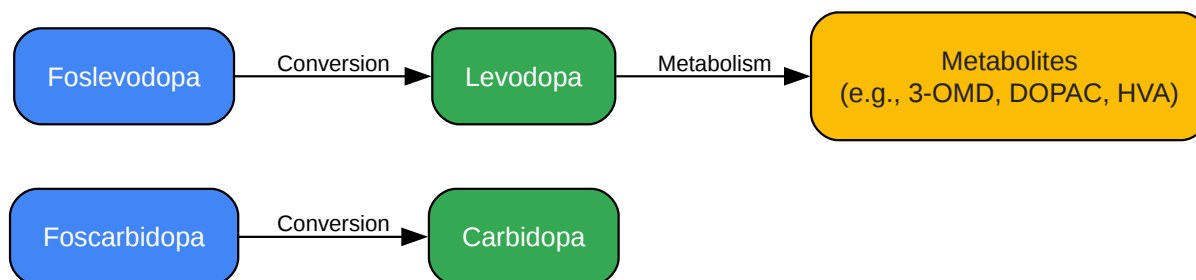 Foslevodopa
Conversion
Levodopa
Metabolism
Metabolites
(e.g., 3-OMD, DOPAC, HVA)
Foscarbidopa
Conversion
Carbidopa